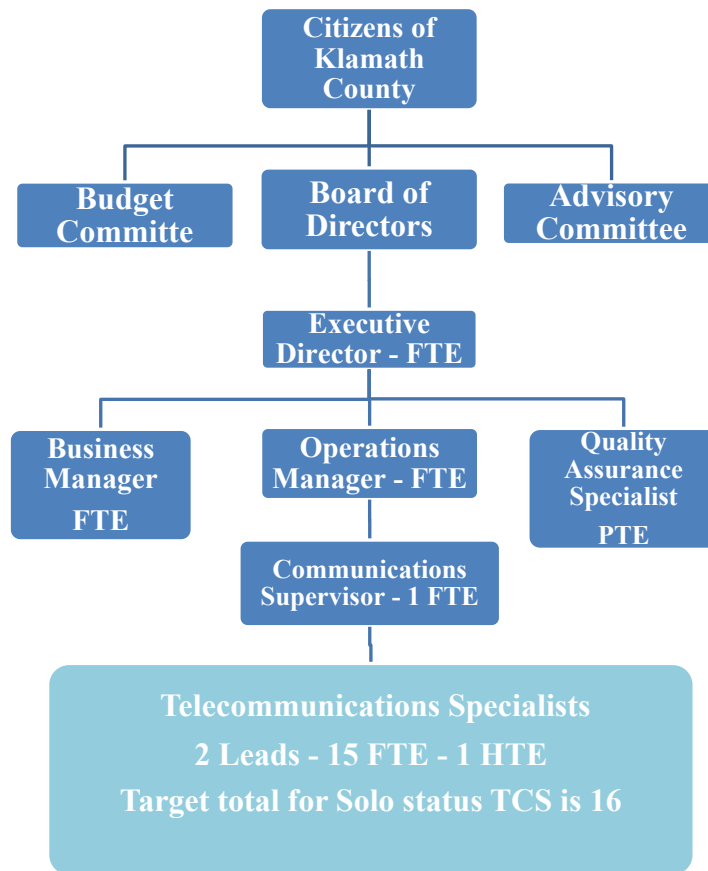 Citizens of
Klamath
County
Budget
Committe
Board of
Directors
Advisory
Committee
Executive
Director - FTE
Business
Manager
FTE
Operations
Manager - FTE
Quality
Assurance
Specialist
PTE
Communications
Supervisor - 1 FTE
Telecommunications Specialists
2 Leads - 15 FTE - 1 HTE
Target total for Solo status TCS is 16